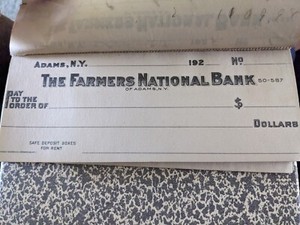 ADAMS, N.Y. 192 NO.
THE FARMERS NATIONAL BANK 50-587
OF ADAMS, N.Y.
PAY
TO THE
ORDER OF $
DOLLARS
SAFE DEPOSIT BOXES
FOR RENT